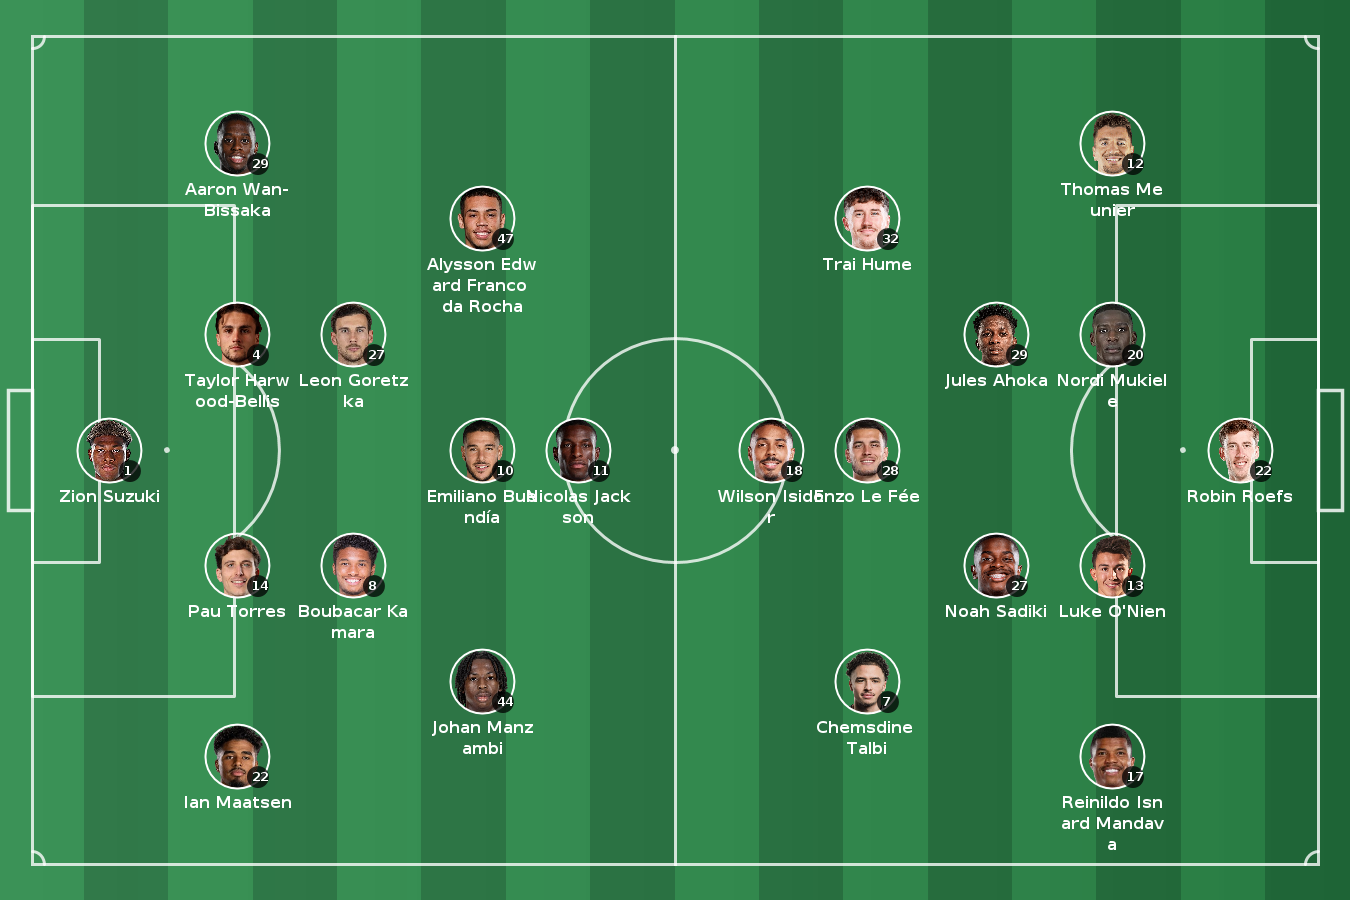 29
Aaron Wan-
Bissaka
12
Thomas Me
unier
47
Alysson Edw
ard Franco
da Rocha
32
Trai Hume
4
Taylor Harw
ood-Bellis
27
Leon Goretz
ka
29
Jules Ahoka
20
Nordi Mukiel
e
1
Zion Suzuki
10
Emiliano Bue
ndía
11
Nicolas Jack
son
18
Wilson Isido
r
28
Enzo Le Fée
22
Robin Roefs
14
Pau Torres
8
Boubacar Ka
mara
27
Noah Sadiki
13
Luke O'Nien
44
Johan Manz
ambi
7
Chemsdine
Talbi
22
Ian Maatsen
17
Reinildo Isn
ard Mandav
a